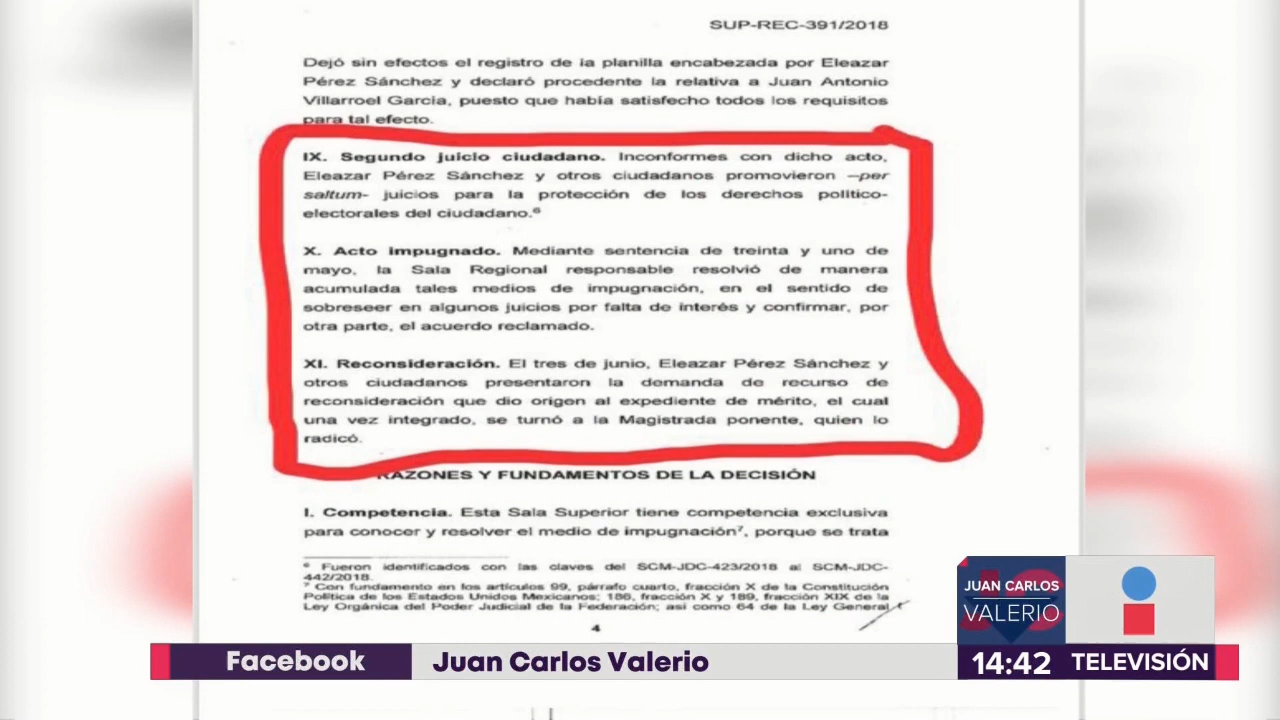 SUP-REC-391/2018
Dejó sin efectos el registro de la planilla encabezada por Eleazar
Pérez Sánchez y declaró procedente la relativa a Juan Antonio
Villarroel García, puesto que había satisfecho todos los requisitos
para tal efecto.
IX. Segundo juicio ciudadano. Inconformes con dicho acto,
Eleazar Pérez Sánchez y otros ciudadanos promovieron –per
saltum- juicios para la protección de los derechos político-
electorales del ciudadano.⁶
X. Acto impugnado. Mediante sentencia de treinta y uno de
mayo, la Sala Regional responsable resolvió de manera
acumulada tales medios de impugnación, en el sentido de
sobreseer en algunos juicios por falta de interés y confirmar, por
otra parte, el acuerdo reclamado.
XI. Reconsideración. El tres de junio, Eleazar Pérez Sánchez y
otros ciudadanos presentaron la demanda de recurso de
reconsideración que dio origen al expediente de mérito, el cual
una vez integrado, se turnó a la Magistrada ponente, quien lo
radicó.
RAZONES Y FUNDAMENTOS DE LA DECISIÓN
I. Competencia. Esta Sala Superior tiene competencia exclusiva
para conocer y resolver el medio de impugnación⁷, porque se trata
⁶ Fueron identificados con las claves del SCM-JDC-423/2018 al SCM-JDC-
442/2018.
⁷ Con fundamento en los artículos 99, párrafo cuarto, fracción X de la Constitución
Política de los Estados Unidos Mexicanos; 186, fracción X y 189, fracción XIX de la
Ley Orgánica del Poder Judicial de la Federación; así como 64 de la Ley General
4
JUAN CARLOS
VALERIO
Facebook
Juan Carlos Valerio
14:42
TELEVISIÓN